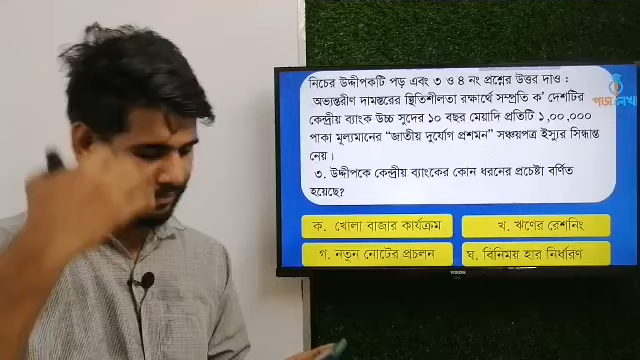 নিচের উদ্দীপকটি পড় এবং ৩ ও ৪ নং প্রশ্নের উত্তর দাও :
অভ্যন্তরীণ দামস্তরের স্থিতিশীলতা রক্ষার্থে সম্প্রতি ক' দেশটির
কেন্দ্রীয় ব্যাংক উচ্চ সুদের ১০ বছর মেয়াদি প্রতিটি ১,০০,০০০
পাকা মূল্যমানের “জাতীয় দুর্যোগ প্রশমন” সঞ্চয়পত্র ইস্যুর সিদ্ধান্ত
নেয়।
৩. উদ্দীপকে কেন্দ্রীয় ব্যাংকের কোন ধরনের প্রচেষ্টা বর্ণিত
হয়েছে?
ক. খোলা বাজার কার্যক্রম
খ. ঋণের রেশনিং
গ. নতুন নোটের প্রচলন
ঘ. বিনিময় হার নির্ধরিণ
VISION